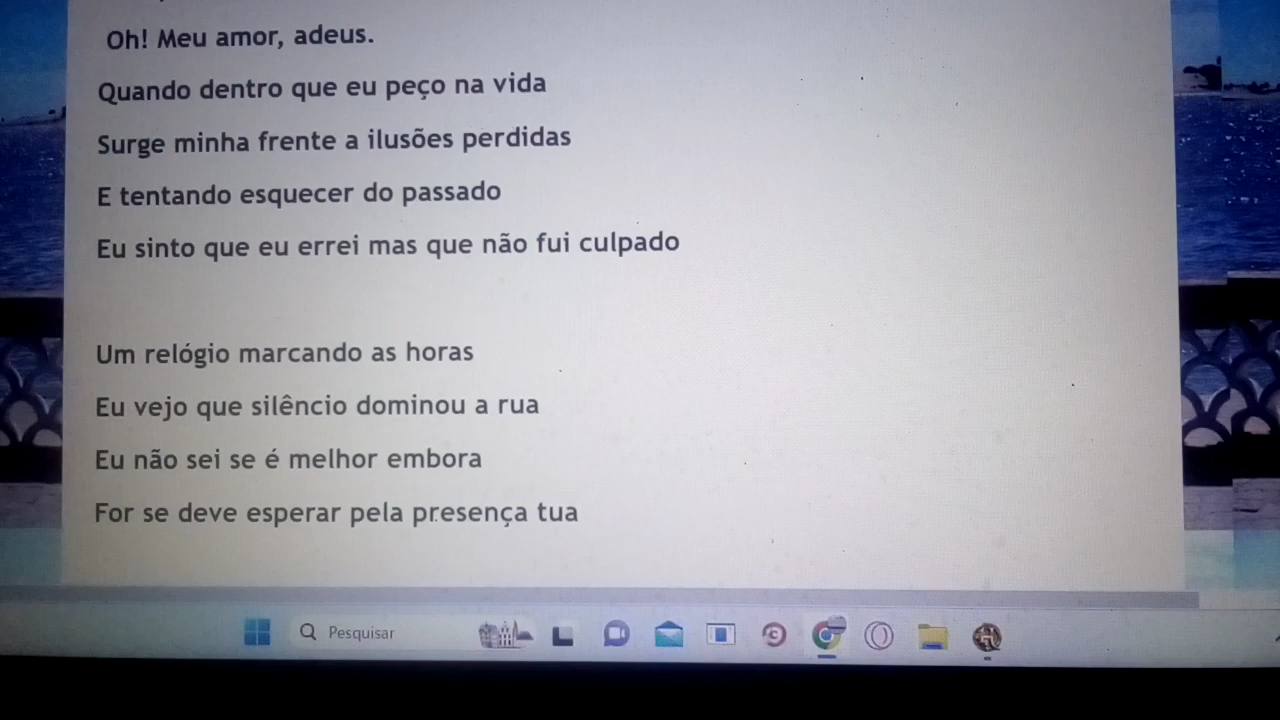 Oh! Meu amor, adeus.
Quando dentro que eu peço na vida
Surge minha frente a ilusões perdidas
E tentando esquecer do passado
Eu sinto que eu errei mas que não fui culpado
Um relógio marcando as horas
Eu vejo que silêncio dominou a rua
Eu não sei se é melhor embora
For se deve esperar pela presença tua
Pesquisar